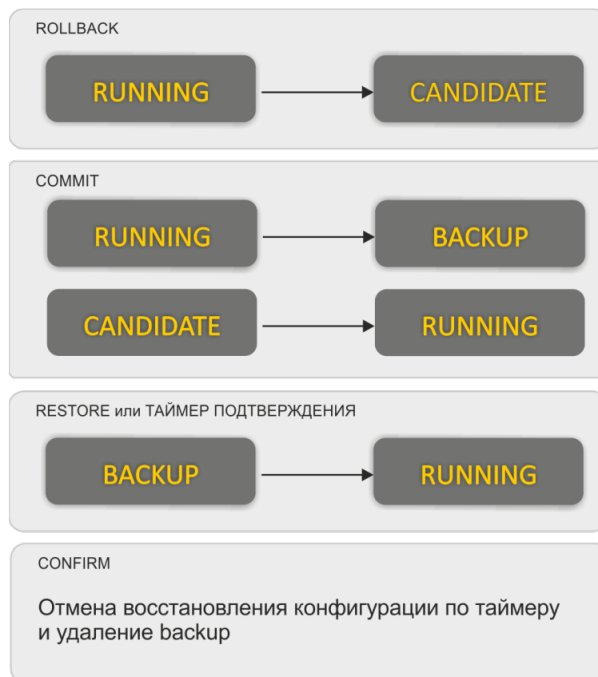 ROLLBACK
RUNNING
CANDIDATE
COMMIT
RUNNING
BACKUP
CANDIDATE
RUNNING
RESTORE или ТАЙМЕР ПОДТВЕРЖДЕНИЯ
BACKUP
RUNNING
CONFIRM
Отмена восстановления конфигурации по таймеру
и удаление backup